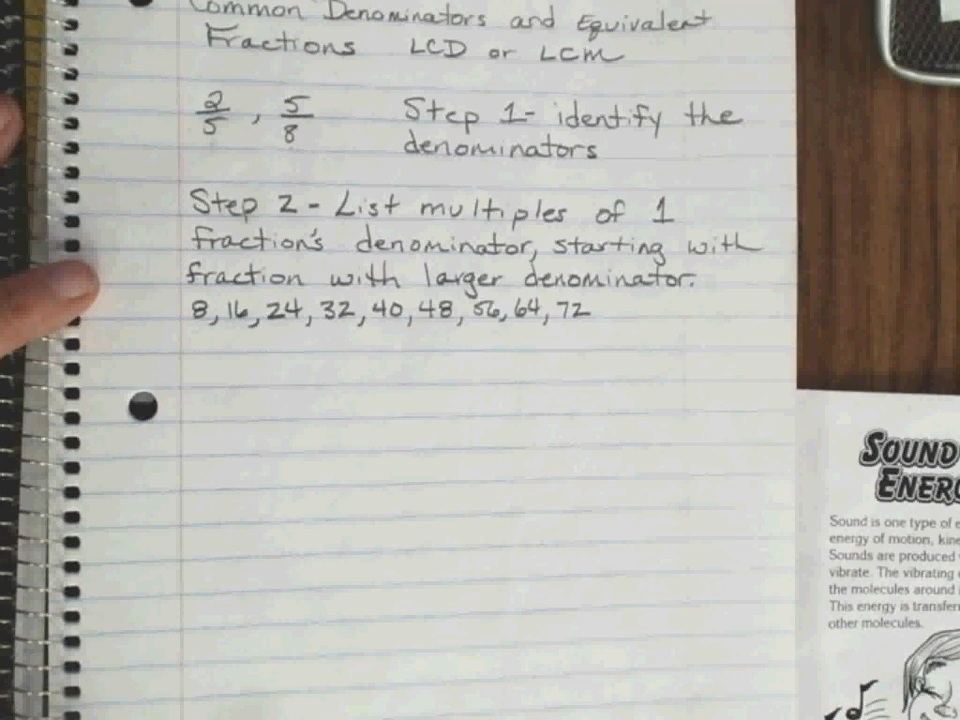 Common Denominators and Equivalent
Fractions LCD or LCM
2/5, 5/8 Step 1- identify the
denominators
Step 2 - List multiples of 1
fraction's denominator, starting with
fraction with larger denominator.
8, 16, 24, 32, 40, 48, 56, 64, 72
SOUND
ENERG
Sound is one type of e
energy of motion, kine
Sounds are produced
vibrate. The vibrating
the molecules around
This energy is transfer
other molecules.